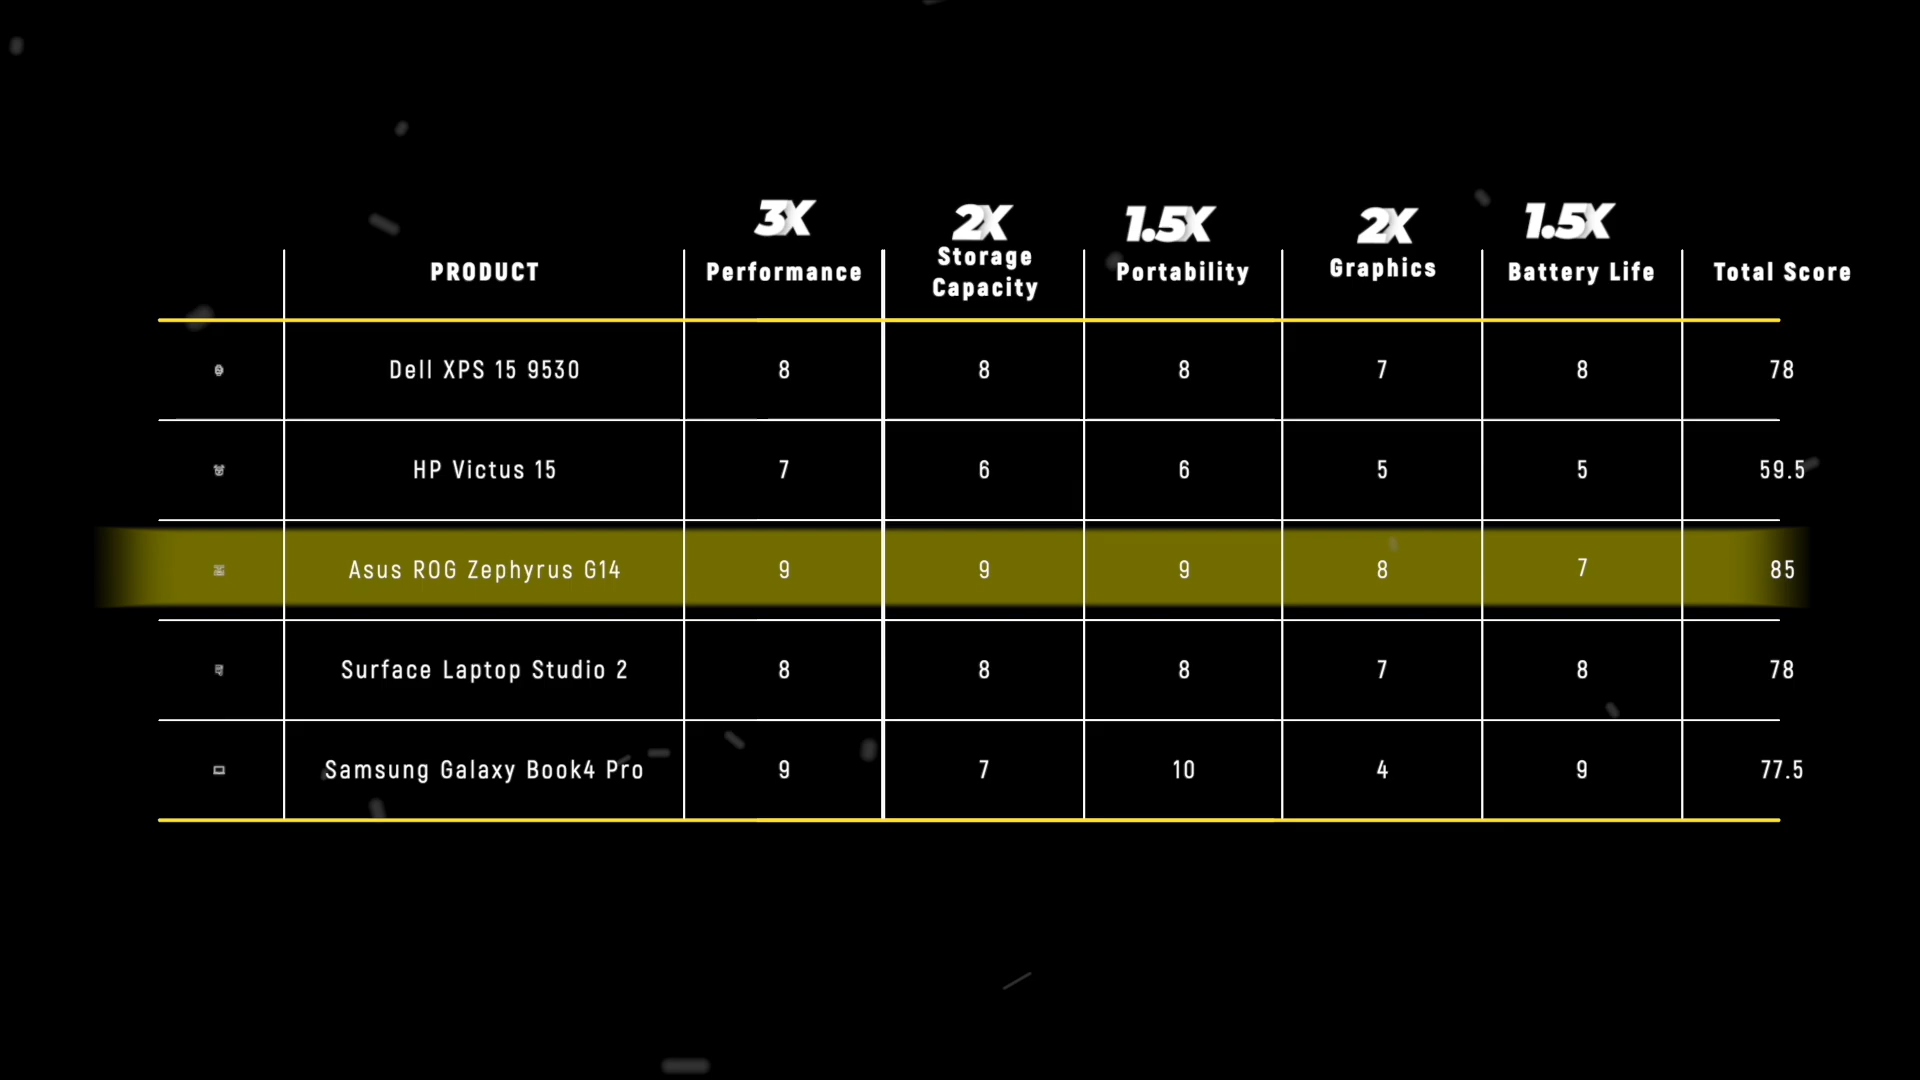 3X 2X 1.5X 2X 1.5X
PRODUCT Performance Storage Capacity Portability Graphics Battery Life Total Score
Dell XPS 15 9530 8 8 8 7 8 78
HP Victus 15 7 6 6 5 5 59.5
Asus ROG Zephyrus G14 9 9 9 8 7 85
Surface Laptop Studio 2 8 8 8 7 8 78
Samsung Galaxy Book4 Pro 9 7 10 4 9 77.5